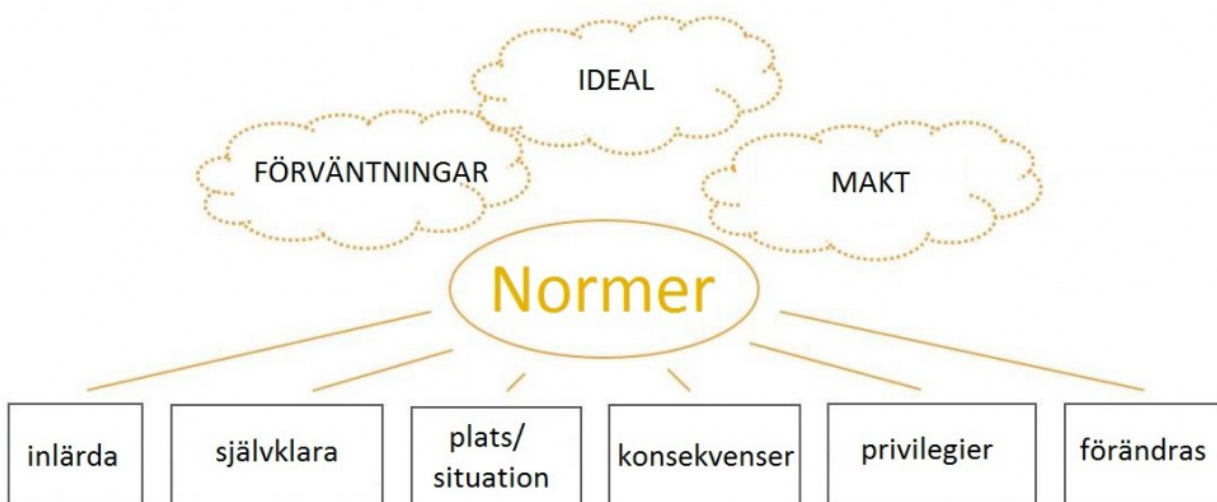 IDEAL
FÖRVÄNTNINGAR
MAKT
Normer
inlärda
självklara
plats/
situation
konsekvenser
privilegier
förändras